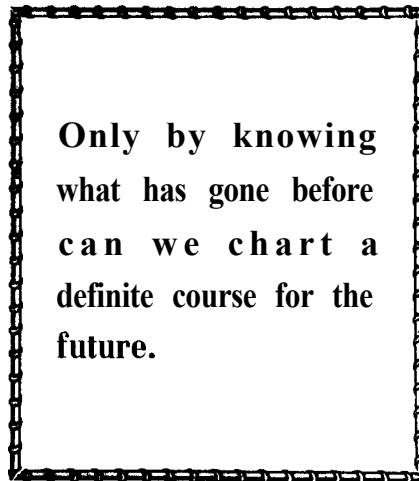 Only by knowing
what has gone before
can we chart a
definite course for the
future.